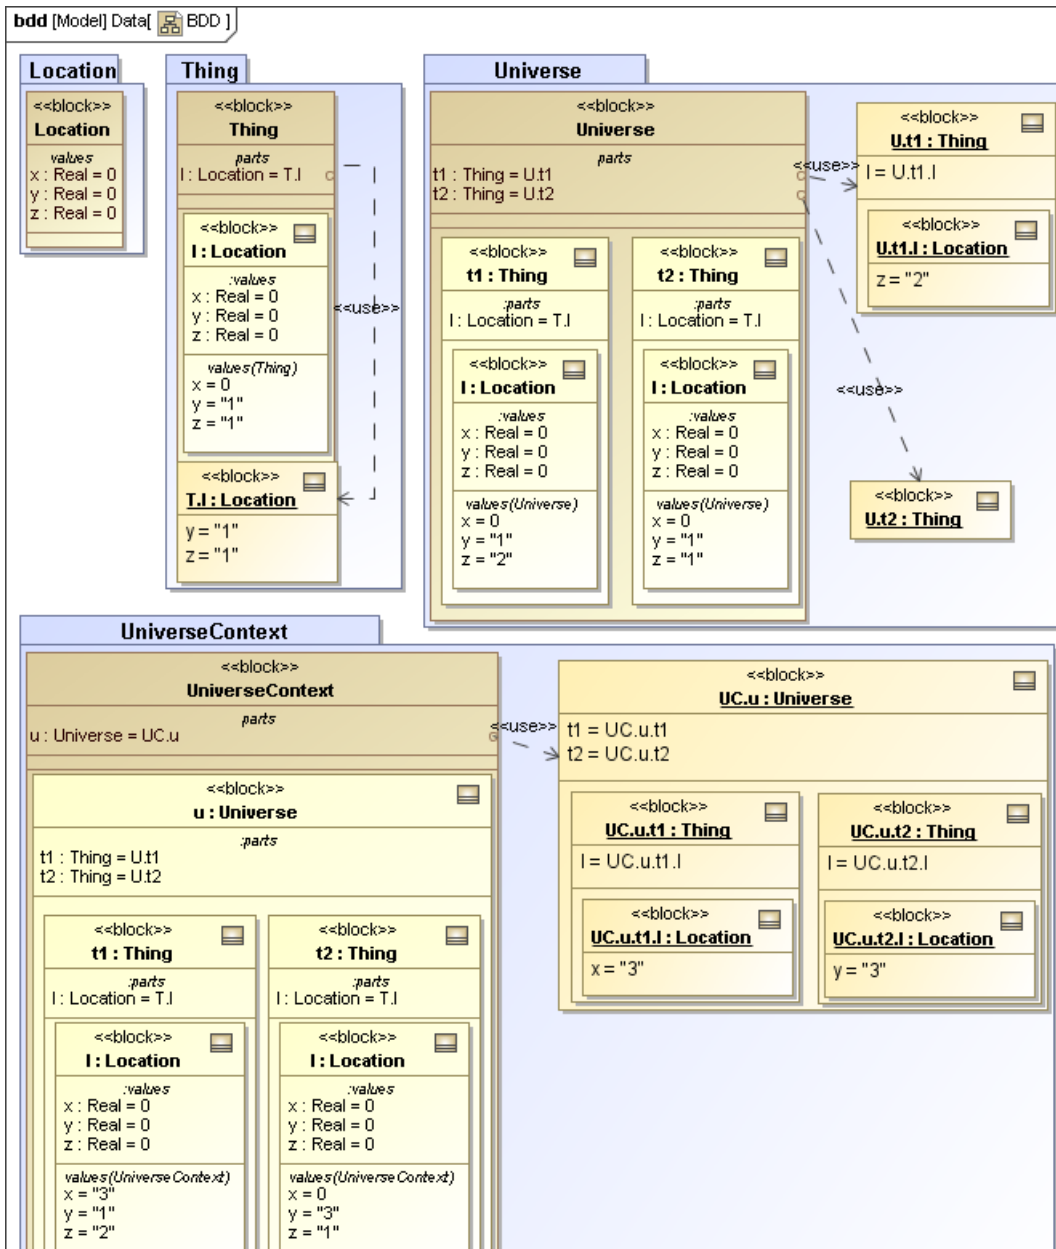 bdd [Model] Data[ BDD ]
Location
<<block>>
Location
values
x : Real = 0
y : Real = 0
z : Real = 0
Thing
<<block>>
Thing
parts
l : Location = T.l
<<block>>
l : Location
:values
x : Real = 0
y : Real = 0
z : Real = 0
values(Thing)
x = 0
y = "1"
z = "1"
<<use>>
<<block>>
T.l : Location
y = "1"
z = "1"
Universe
<<block>>
Universe
parts
t1 : Thing = U.t1
t2 : Thing = U.t2
<<block>>
t1 : Thing
:parts
l : Location = T.l
<<block>>
l : Location
:values
x : Real = 0
y : Real = 0
z : Real = 0
values(Universe)
x = 0
y = "1"
z = "2"
<<block>>
t2 : Thing
:parts
l : Location = T.l
<<block>>
l : Location
:values
x : Real = 0
y : Real = 0
z : Real = 0
values(Universe)
x = 0
y = "1"
z = "1"
<<use>>
<<block>>
U.t1 : Thing
l = U.t1.l
<<block>>
U.t1.l : Location
z = "2"
<<use>>
<<block>>
U.t2 : Thing
UniverseContext
<<block>>
UniverseContext
parts
u : Universe = UC.u
<<block>>
u : Universe
:parts
t1 : Thing = U.t1
t2 : Thing = U.t2
<<block>>
t1 : Thing
:parts
l : Location = T.l
<<block>>
l : Location
:values
x : Real = 0
y : Real = 0
z : Real = 0
values(UniverseContext)
x = "3"
y = "1"
z = "2"
<<block>>
t2 : Thing
:parts
l : Location = T.l
<<block>>
l : Location
:values
x : Real = 0
y : Real = 0
z : Real = 0
values(UniverseContext)
x = 0
y = "3"
z = "1"
<<use>>
<<block>>
UC.u : Universe
t1 = UC.u.t1
t2 = UC.u.t2
<<block>>
UC.u.t1 : Thing
l = UC.u.t1.l
<<block>>
UC.u.t1.l : Location
x = "3"
<<block>>
UC.u.t2 : Thing
l = UC.u.t2.l
<<block>>
UC.u.t2.l : Location
y = "3"